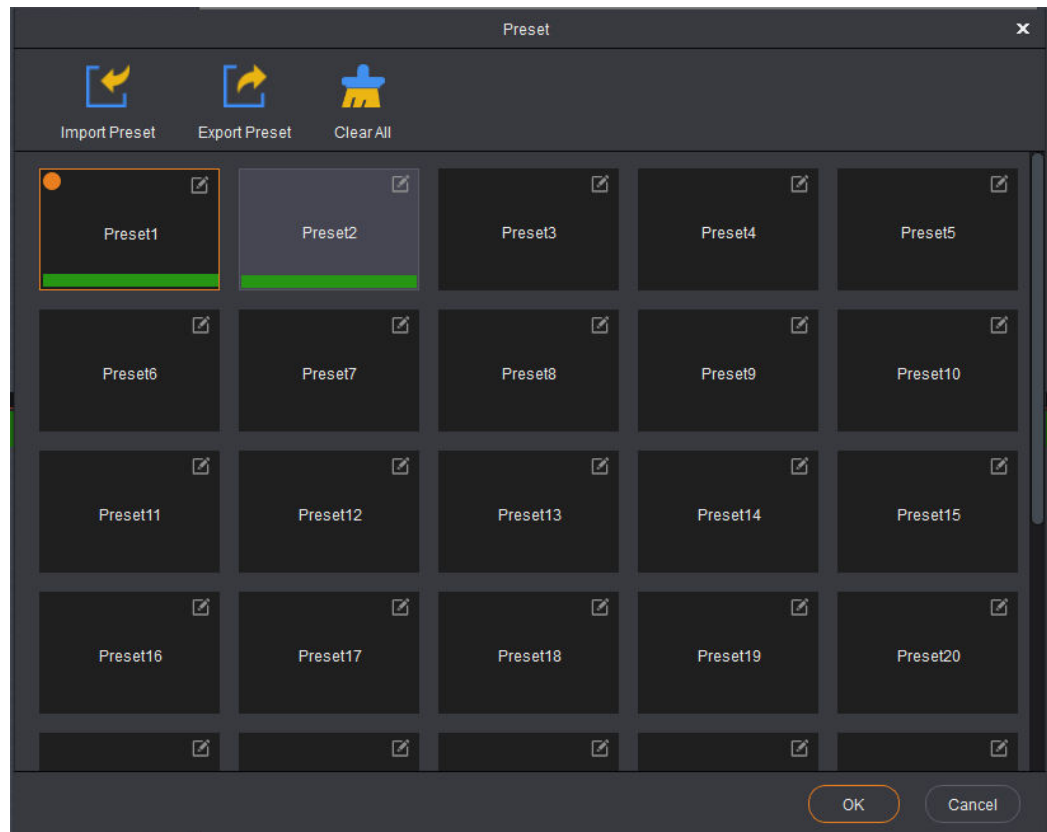 Preset
Import Preset Export Preset Clear All
Preset1 Preset2 Preset3 Preset4 Preset5
Preset6 Preset7 Preset8 Preset9 Preset10
Preset11 Preset12 Preset13 Preset14 Preset15
Preset16 Preset17 Preset18 Preset19 Preset20
OK Cancel